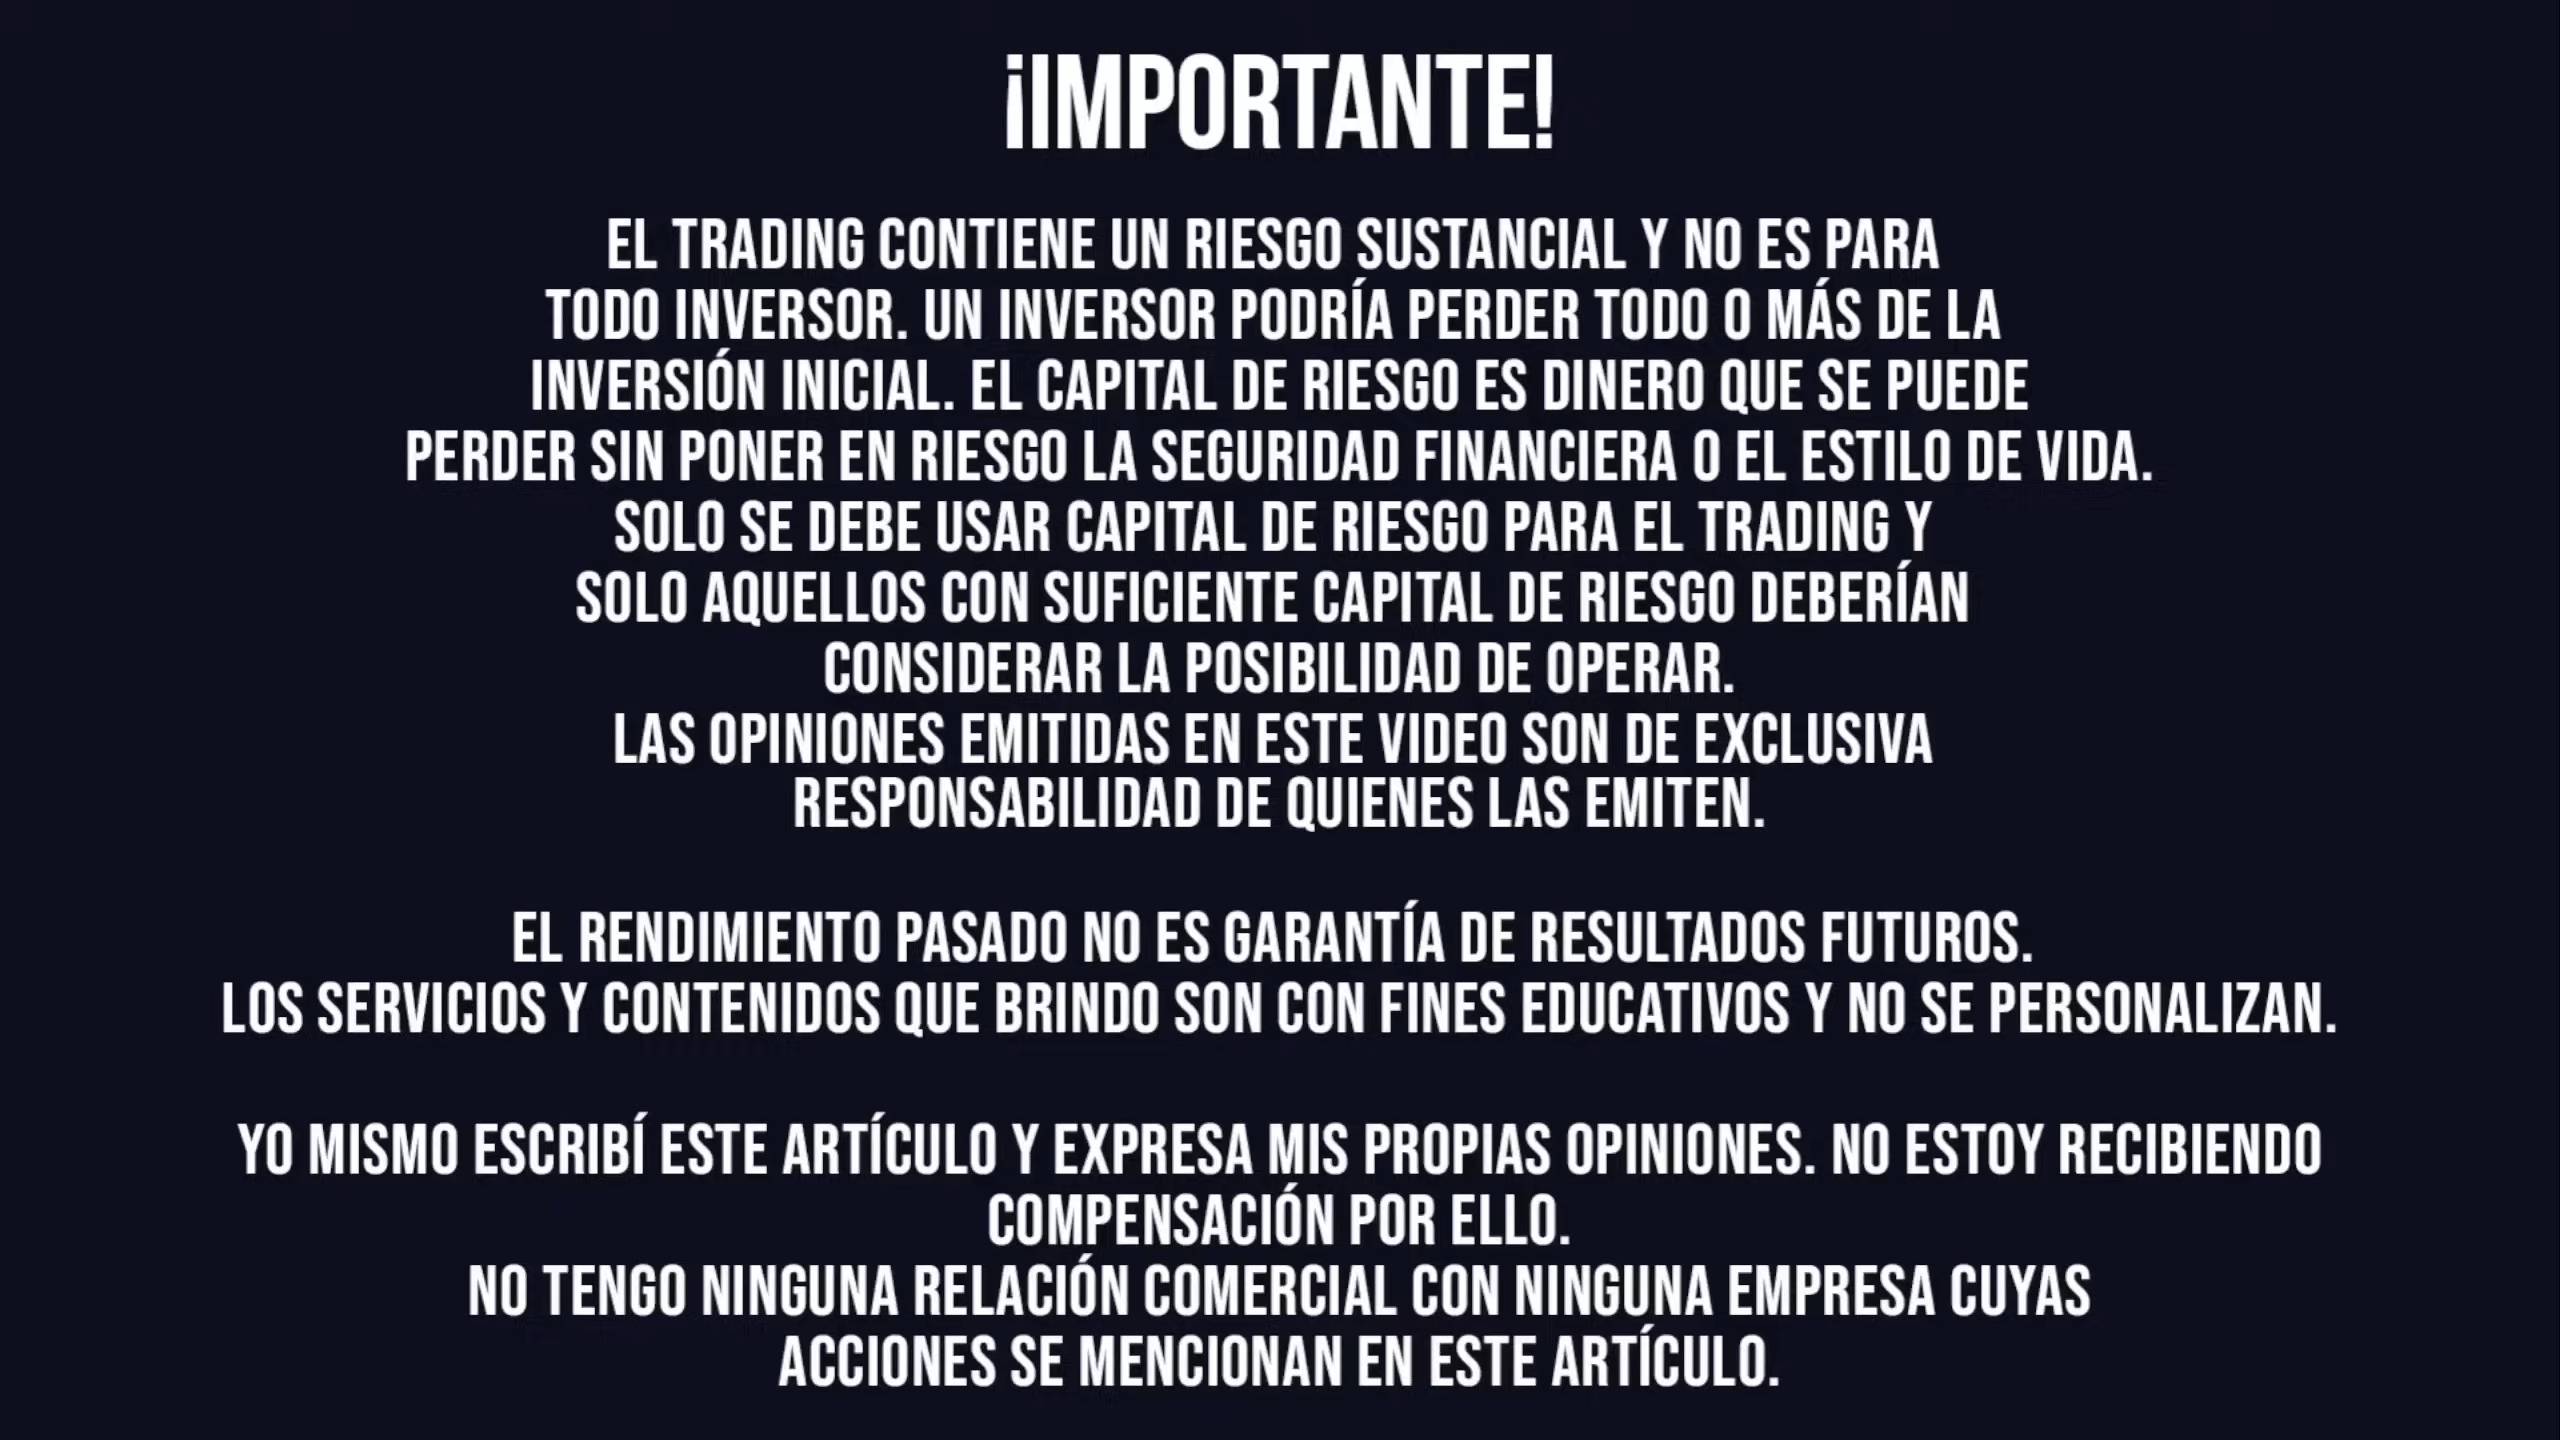 ¡IMPORTANTE!
EL TRADING CONTIENE UN RIESGO SUSTANCIAL Y NO ES PARA
TODO INVERSOR. UN INVERSOR PODRÍA PERDER TODO O MÁS DE LA
INVERSIÓN INICIAL. EL CAPITAL DE RIESGO ES DINERO QUE SE PUEDE
PERDER SIN PONER EN RIESGO LA SEGURIDAD FINANCIERA O EL ESTILO DE VIDA.
SOLO SE DEBE USAR CAPITAL DE RIESGO PARA EL TRADING Y
SOLO AQUELLOS CON SUFICIENTE CAPITAL DE RIESGO DEBERÍAN
CONSIDERAR LA POSIBILIDAD DE OPERAR.
LAS OPINIONES EMITIDAS EN ESTE VIDEO SON DE EXCLUSIVA
RESPONSABILIDAD DE QUIENES LAS EMITEN.
EL RENDIMIENTO PASADO NO ES GARANTÍA DE RESULTADOS FUTUROS.
LOS SERVICIOS Y CONTENIDOS QUE BRINDO SON CON FINES EDUCATIVOS Y NO SE PERSONALIZAN.
YO MISMO ESCRIBÍ ESTE ARTÍCULO Y EXPRESA MIS PROPIAS OPINIONES. NO ESTOY RECIBIENDO
COMPENSACIÓN POR ELLO.
NO TENGO NINGUNA RELACIÓN COMERCIAL CON NINGUNA EMPRESA CUYAS
ACCIONES SE MENCIONAN EN ESTE ARTÍCULO.